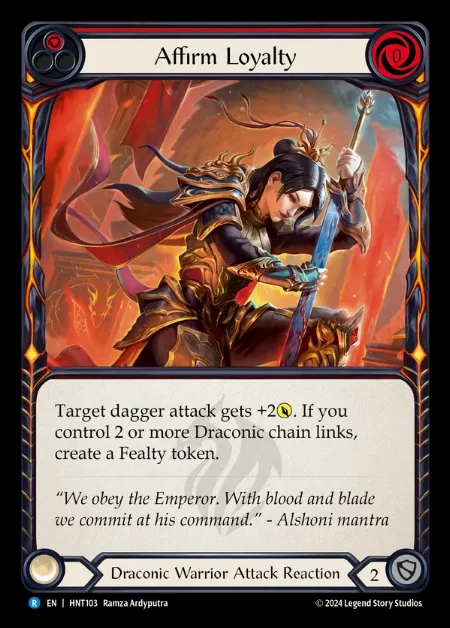 Affirm Loyalty
0
Target dagger attack gets +2. If you
control 2 or more Draconic chain links,
create a Fealty token.
“We obey the Emperor. With blood and blade
we commit at his command.” - Alshoni mantra
Draconic Warrior Attack Reaction
2
R EN | HNT103 Ramza Ardyputra
© 2024 Legend Story Studios